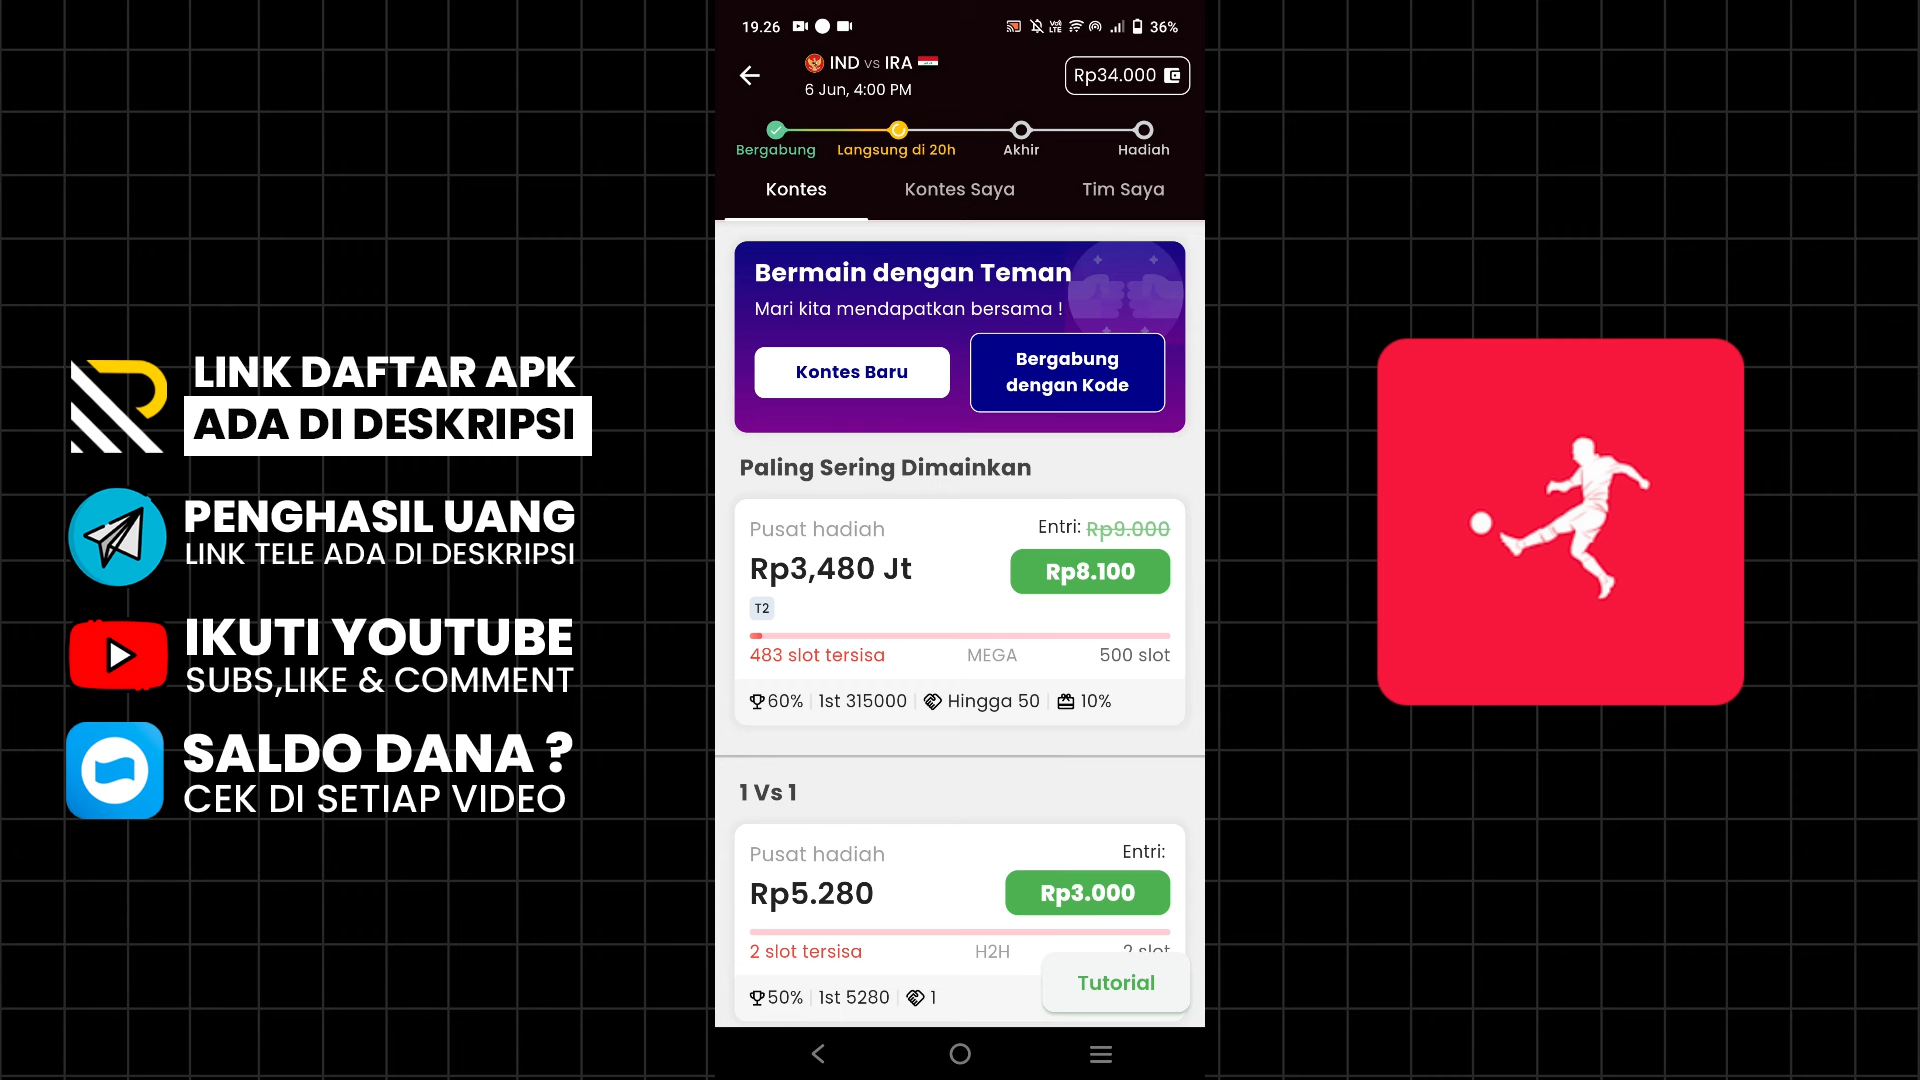 LINK DAFTAR APK
ADA DI DESKRIPSI
PENGHASIL UANG
LINK TELE ADA DI DESKRIPSI
IKUTI YOUTUBE
SUBS,LIKE & COMMENT
SALDO DANA ?
CEK DI SETIAP VIDEO
19.26
36%
IND vs IRA
6 Jun, 4:00 PM
Rp34.000
Bergabung
Langsung di 20h
Akhir
Hadiah
Kontes
Kontes Saya
Tim Saya
Bermain dengan Teman
Mari kita mendapatkan bersama !
Kontes Baru
Bergabung
dengan Kode
Paling Sering Dimainkan
Pusat hadiah
Entri: Rp9.000
Rp3,480 Jt
Rp8.100
T2
483 slot tersisa
MEGA
500 slot
60%
1st 315000
Hingga 50
10%
1 Vs 1
Pusat hadiah
Entri:
Rp5.280
Rp3.000
2 slot tersisa
H2H
2 slot
50%
1st 5280
1
Tutorial